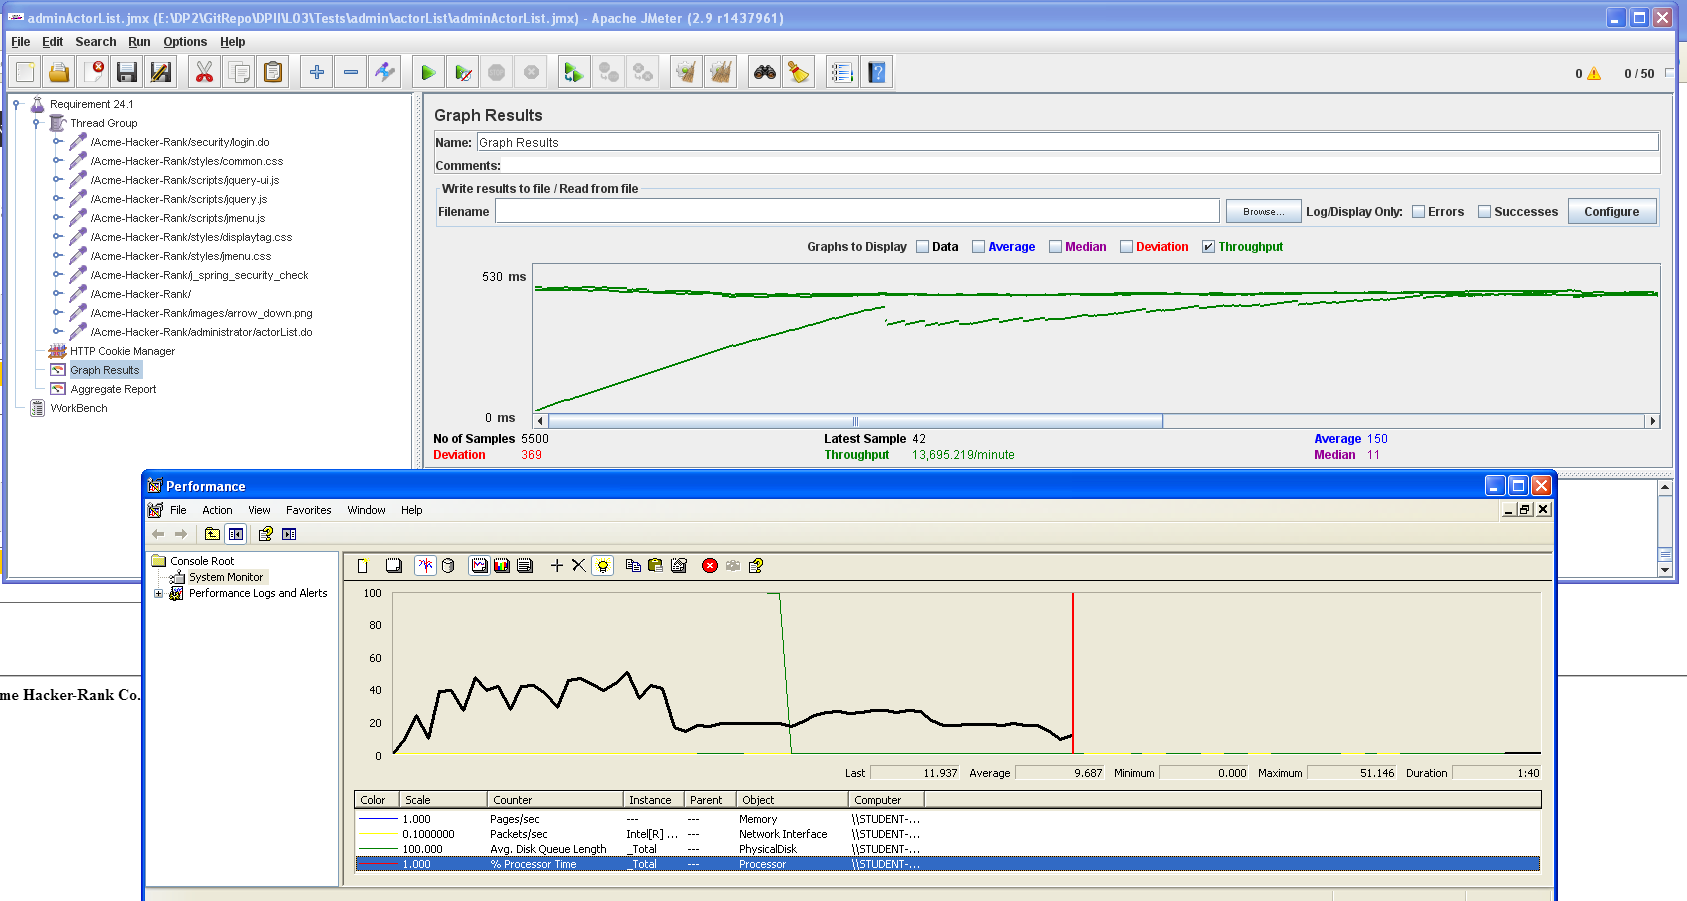 adminActorList.jmx (E:\DP2\GitRepo\DPII\LO3\Tests\admin\actorList\adminActorList.jmx) - Apache JMeter (2.9 r1437961)
File Edit Search Run Options Help
0 0 / 50
Requirement 24.1
Thread Group
/Acme-Hacker-Rank/security/login.do
/Acme-Hacker-Rank/styles/common.css
/Acme-Hacker-Rank/scripts/jquery-ui.js
/Acme-Hacker-Rank/scripts/jquery.js
/Acme-Hacker-Rank/scripts/jmenu.js
/Acme-Hacker-Rank/styles/displaytag.css
/Acme-Hacker-Rank/styles/jmenu.css
/Acme-Hacker-Rank/j_spring_security_check
/Acme-Hacker-Rank/
/Acme-Hacker-Rank/images/arrow_down.png
/Acme-Hacker-Rank/administrator/actorList.do
HTTP Cookie Manager
Graph Results
Aggregate Report
WorkBench
Graph Results
Name: Graph Results
Comments:
Write results to file / Read from file
Filename Browse... Log/Display Only: Errors Successes Configure
Graphs to Display Data Average Median Deviation Throughput
530 ms
0 ms
No of Samples 5500 Latest Sample 42 Average 150
Deviation 369 Throughput 13,695.219/minute Median 11
Performance
File Action View Favorites Window Help
Console Root
System Monitor
Performance Logs and Alerts
100
80
60
40
20
0
Last 11.937 Average 9.687 Minimum 0.000 Maximum 51.146 Duration 1:40
Color Scale Counter Instance Parent Object Computer
1.000 Pages/sec --- --- Memory \\STUDENT-...
0.1000000 Packets/sec Intel[R] ... --- Network Interface \\STUDENT-...
100.000 Avg. Disk Queue Length _Total --- PhysicalDisk \\STUDENT-...
1.000 % Processor Time _Total --- Processor \\STUDENT-...
me Hacker-Rank Co.